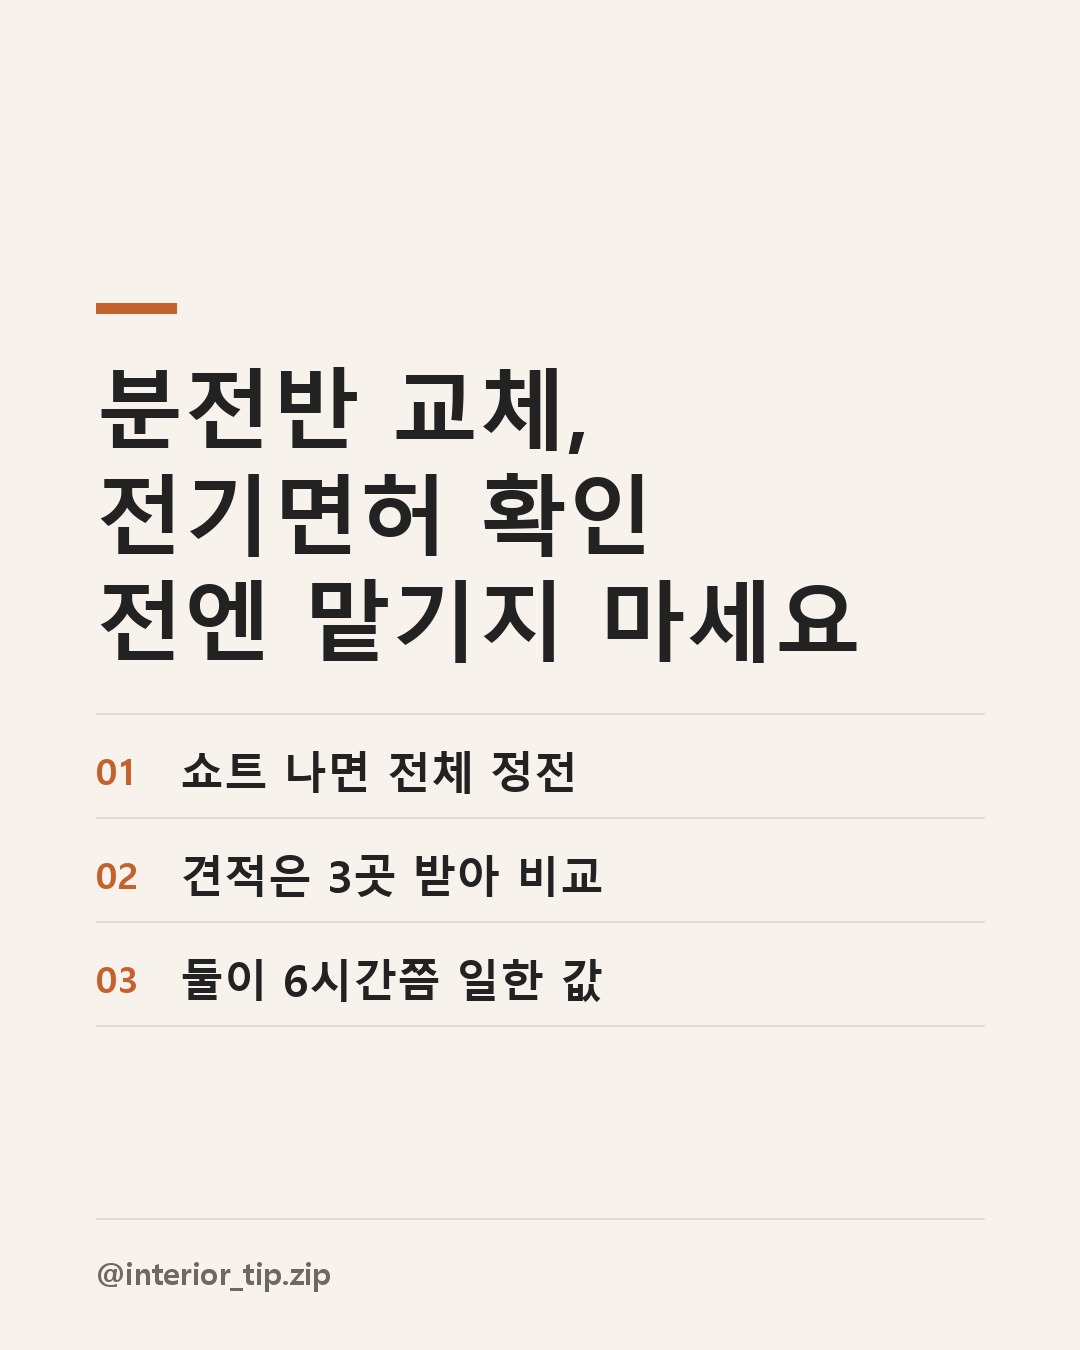 분전반 교체,
전기면허 확인
전엔 맡기지 마세요
01 쇼트 나면 전체 정전
02 견적은 3곳 받아 비교
03 둘이 6시간쯤 일한 값
@interior_tip.zip